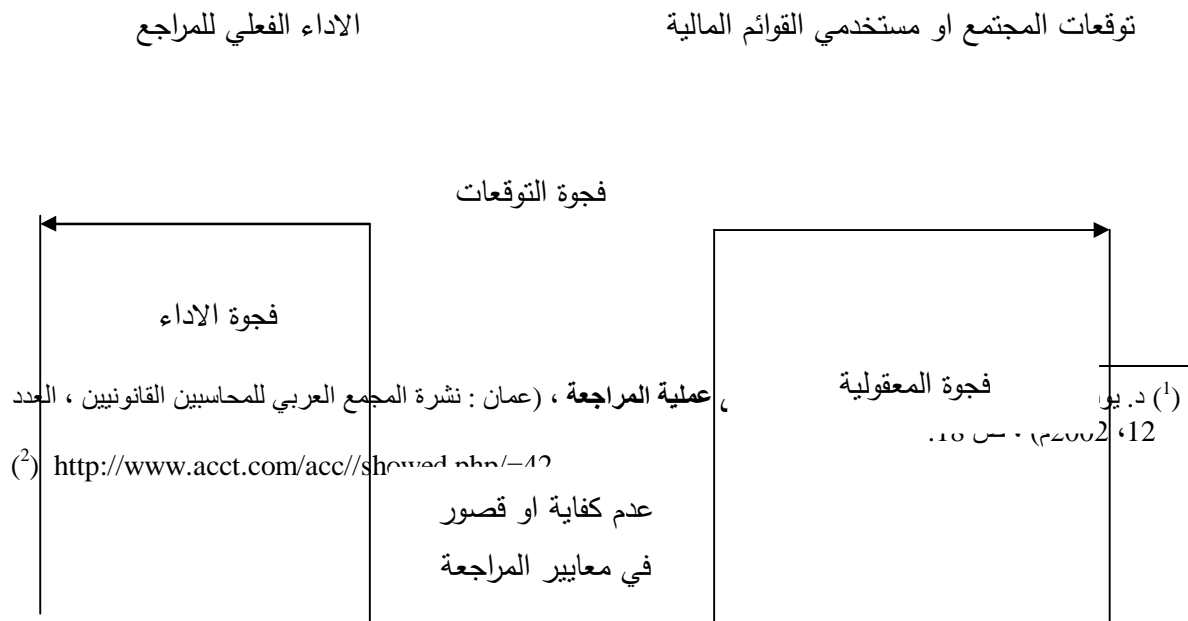 توقعات المجتمع او مستخدمي القوائم المالية
الاداء الفعلي للمراجع
فجوة التوقعات
فجوة الاداء
فجوة المعقولية
(1) د. عملية المراجعة ، (عمان : نشرة المجمع العربي للمحاسبين القانونيين ، العدد
12، 2002م) ، ص 18.
(2) http://www.acct.com/acc//showed.php/=42
عدم كفاية او قصور
في معايير المراجعة